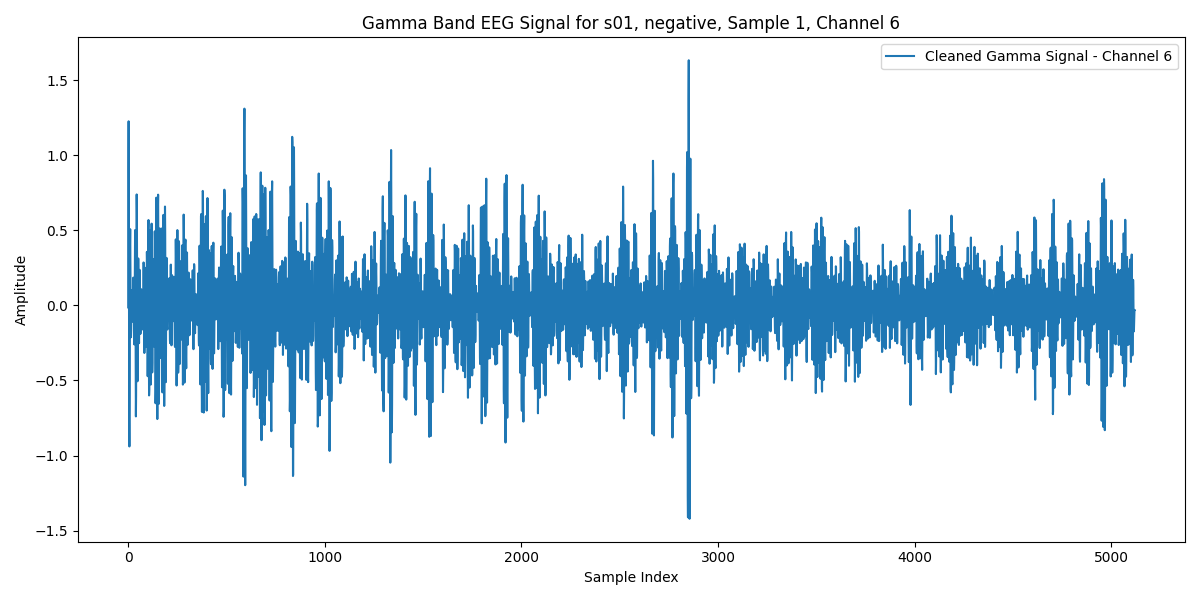 Gamma Band EEG Signal for s01, negative, Sample 1, Channel 6
Cleaned Gamma Signal - Channel 6
1.5
1.0
0.5
0.0
−0.5
−1.0
−1.5
Amplitude
0 1000 2000 3000 4000 5000
Sample Index